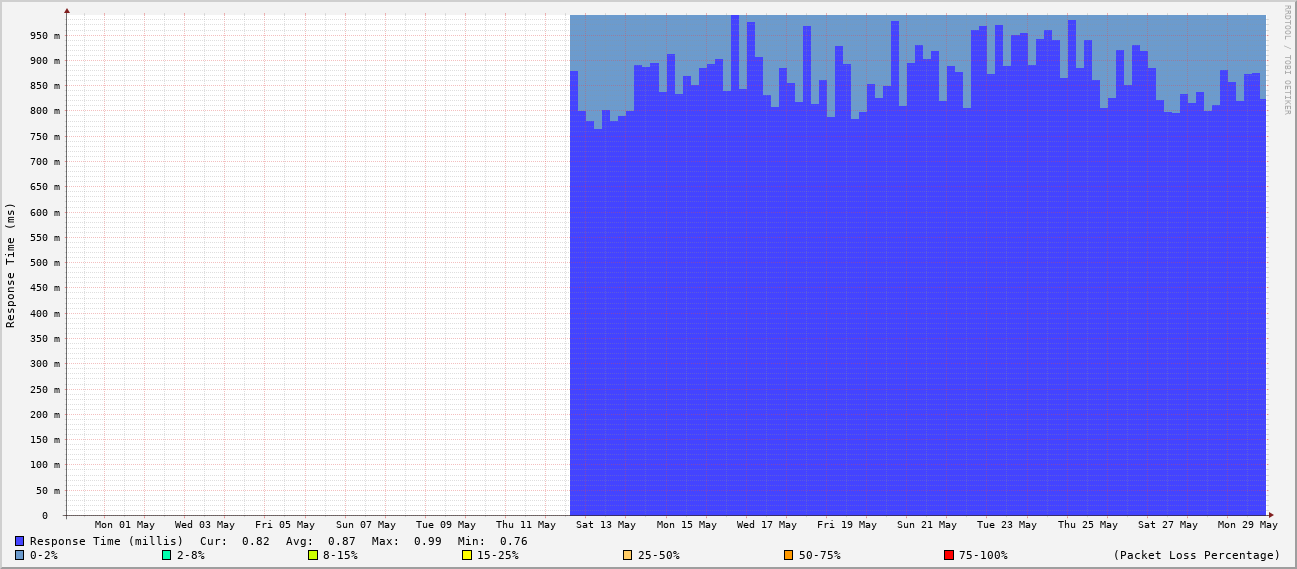 RRDTOOL / TOBI OETIKER
Response Time (ms)
950 m
900 m
850 m
800 m
750 m
700 m
650 m
600 m
550 m
500 m
450 m
400 m
350 m
300 m
250 m
200 m
150 m
100 m
50 m
0
Mon 01 May Wed 03 May Fri 05 May Sun 07 May Tue 09 May Thu 11 May Sat 13 May Mon 15 May Wed 17 May Fri 19 May Sun 21 May Tue 23 May Thu 25 May Sat 27 May Mon 29 May
Response Time (millis) Cur: 0.82 Avg: 0.87 Max: 0.99 Min: 0.76
0-2% 2-8% 8-15% 15-25% 25-50% 50-75% 75-100% (Packet Loss Percentage)